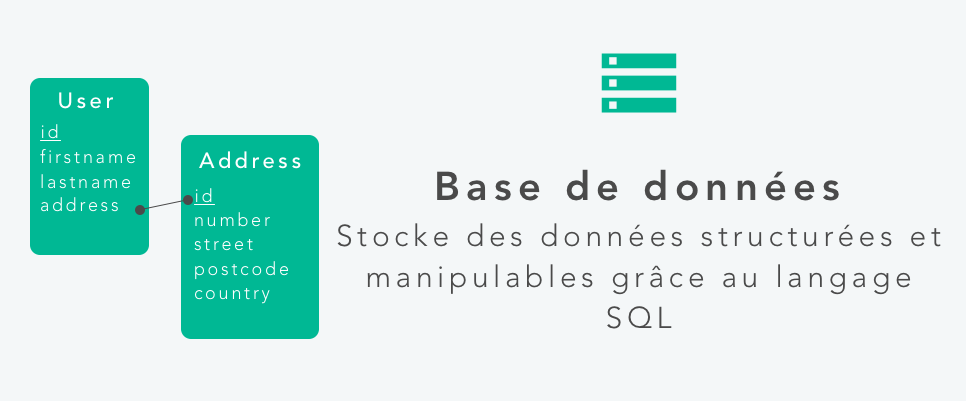 User
id
firstname
lastname
address
Address
id
number
street
postcode
country
Base de données
Stocke des données structurées et
manipulables grâce au langage
SQL